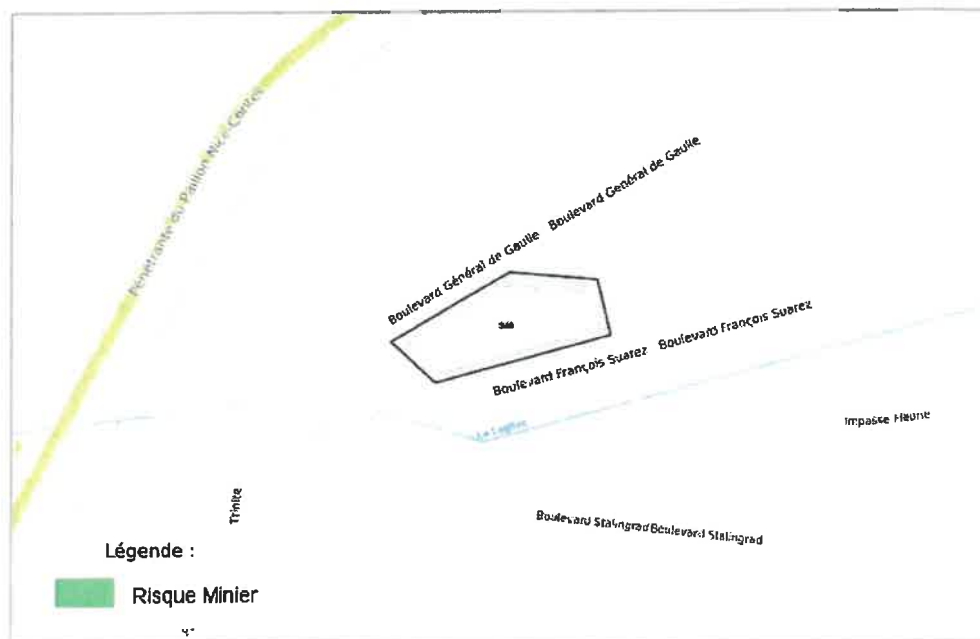 Pénétrante du Paillon Nice-Contes
Boulevard Général de Gaulle Boulevard Général de Gaulle
Boulevard François Suarez Boulevard François Suarez
Le Laghet
Impasse Fleurie
Trinité
Boulevard Stalingrad Boulevard Stalingrad
Légende :
Risque Minier